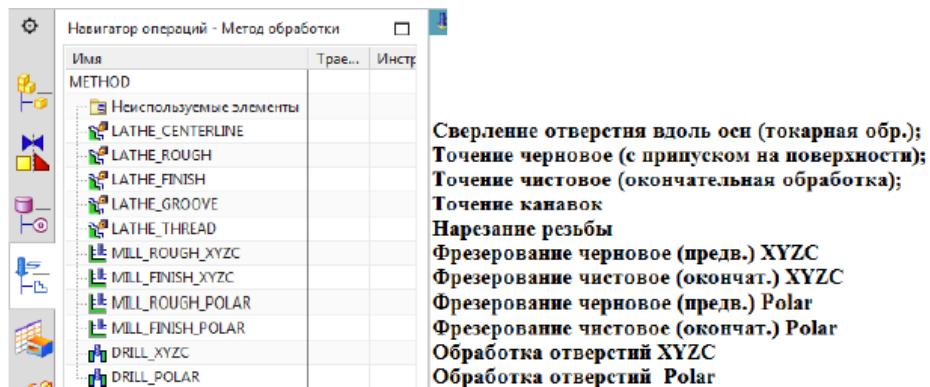 Навигатор операций - Метод обработки
Имя Трае... Инстр
METHOD
Неиспользуемые элементы
LATHE_CENTERLINE Сверление отверстия вдоль оси (токарная обр.);
LATHE_ROUGH Точение черновое (с припуском на поверхности);
LATHE_FINISH Точение чистовое (окончательная обработка);
LATHE_GROOVE Точение канавок
LATHE_THREAD Нарезание резьбы
MILL_ROUGH_XYZC Фрезерование черновое (предв.) XYZC
MILL_FINISH_XYZC Фрезерование чистовое (окончат.) XYZC
MILL_ROUGH_POLAR Фрезерование черновое (предв.) Polar
MILL_FINISH_POLAR Фрезерование чистовое (окончат.) Polar
DRILL_XYZC Обработка отверстий XYZC
DRILL_POLAR Обработка отверстий Polar